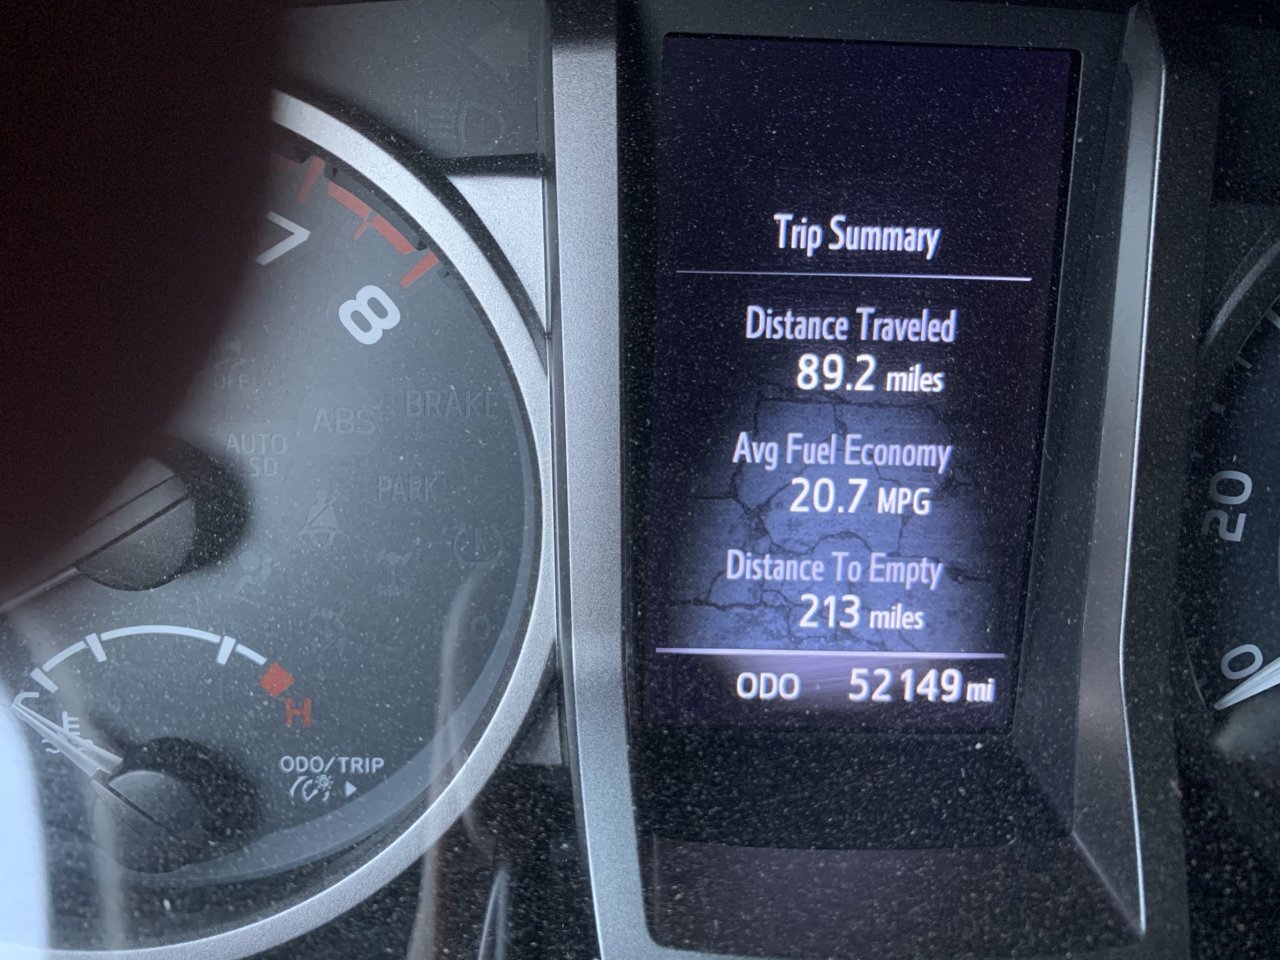 7
8
OFF
ABS
BRAKE
AUTO
PARK
H
ODO/TRIP
Trip Summary
Distance Traveled
89.2 miles
Avg Fuel Economy
20.7 MPG
Distance To Empty
213 miles
ODO 52149 mi
20
0